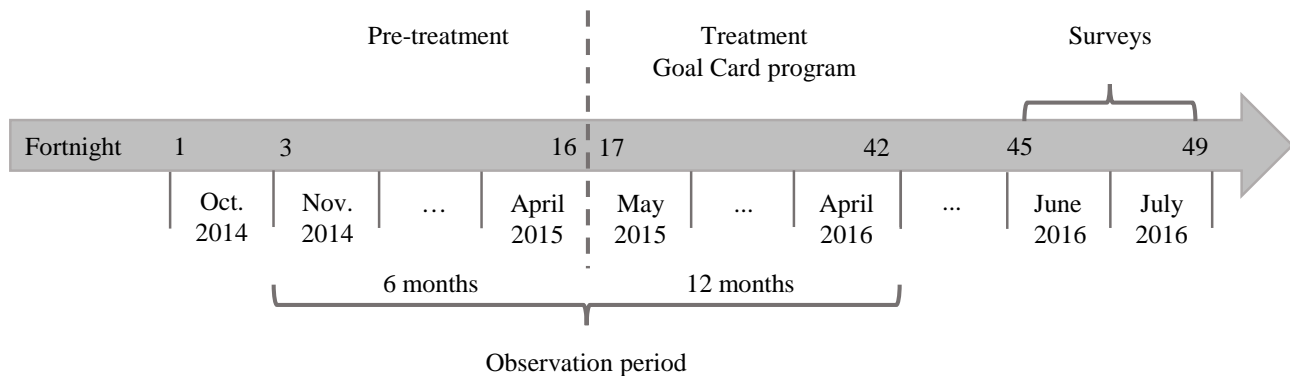 Pre-treatment
Treatment
Goal Card program
Surveys
Fortnight 1 3 16 17 42 45 49
Oct. 2014
Nov. 2014
…
April 2015
May 2015
...
April 2016
...
June 2016
July 2016
6 months
12 months
Observation period